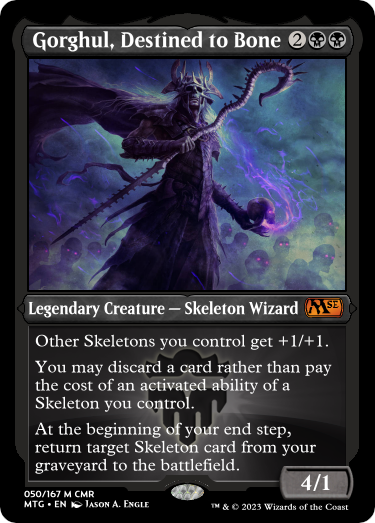 Gorghul, Destined to Bone 2
Legendary Creature — Skeleton Wizard MSE
Other Skeletons you control get +1/+1.
You may discard a card rather than pay
the cost of an activated ability of a
Skeleton you control.
At the beginning of your end step,
return target Skeleton card from your
graveyard to the battlefield.
4/1
050/167 M CMR
MTG • EN Jason A. Engle
™ & © 2023 Wizards of the Coast